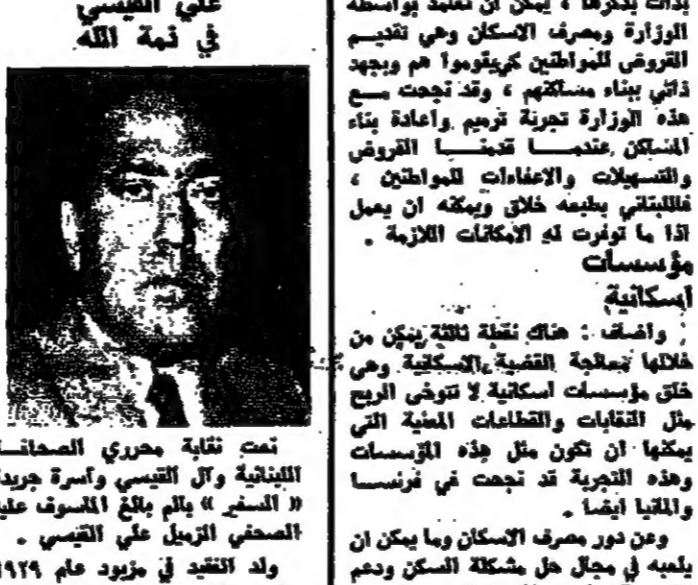 بدأت بذكرها ، يمكن ان تعتمد بواسطة
الوزارة ومصرف الاسكان وهي تقديم
القروض للمواطنين كي يقوموا هم وبجهد
ذاتي ببناء مساكنهم ، وقد نجحت مع
هذه الوزارة تجربة ترميم واعادة بناء
المساكن عندما قدمنا القروض
والتسهيلات والاعفاءات للمواطنين ،
فاللبناني بطبعه خلاق ويمكنه ان يعمل
اذا ما توفرت له الامكانات اللازمة .
مؤسسات
اسكانية
واضاف : هناك نقطة ثالثة يمكن من
خلالها معالجة القضية الاسكانية وهي
خلق مؤسسات اسكانية لا تتوخى الربح
مثل النقابات والقطاعات المعنية التي
يمكنها ان تكون مثل هذه المؤسسات
وهذه التجربة قد نجحت في فرنسا
والمانيا ايضا .
وعن دور مصرف الاسكان وما يمكن ان
يلعبه في مجال حل مشكلة السكن ودعم
علي القيسي
في ذمة الله
نعت نقابة محرري الصحافة
اللبنانية وآل القيسي وأسرة جريدة
« السفير » بالم بالغ المأسوف عليه
الصحفي الزميل علي القيسي .
ولد الفقيد في مزبود عام ١٩٢٩